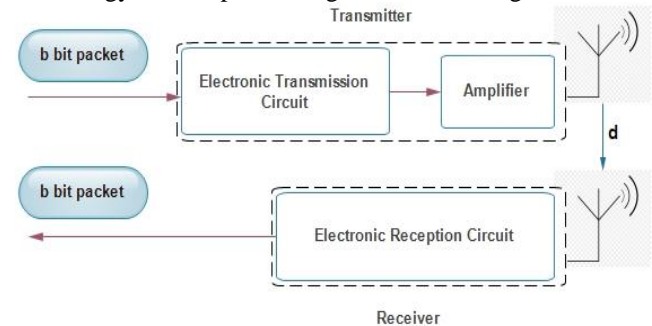 Transmitter
b bit packet
Electronic Transmission
Circuit
Amplifier
d
b bit packet
Electronic Reception Circuit
Receiver